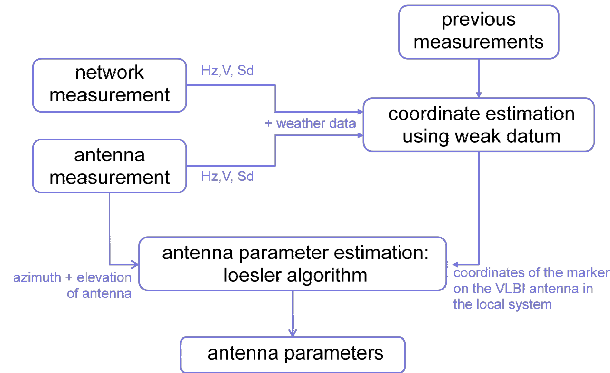 previous
measurements
network
measurement
Hz,V, Sd
+ weather data
coordinate estimation
using weak datum
antenna
measurement
Hz,V, Sd
antenna parameter estimation:
loesler algorithm
azimuth + elevation
of antenna
coordinates of the marker
on the VLBI antenna in
the local system
antenna parameters